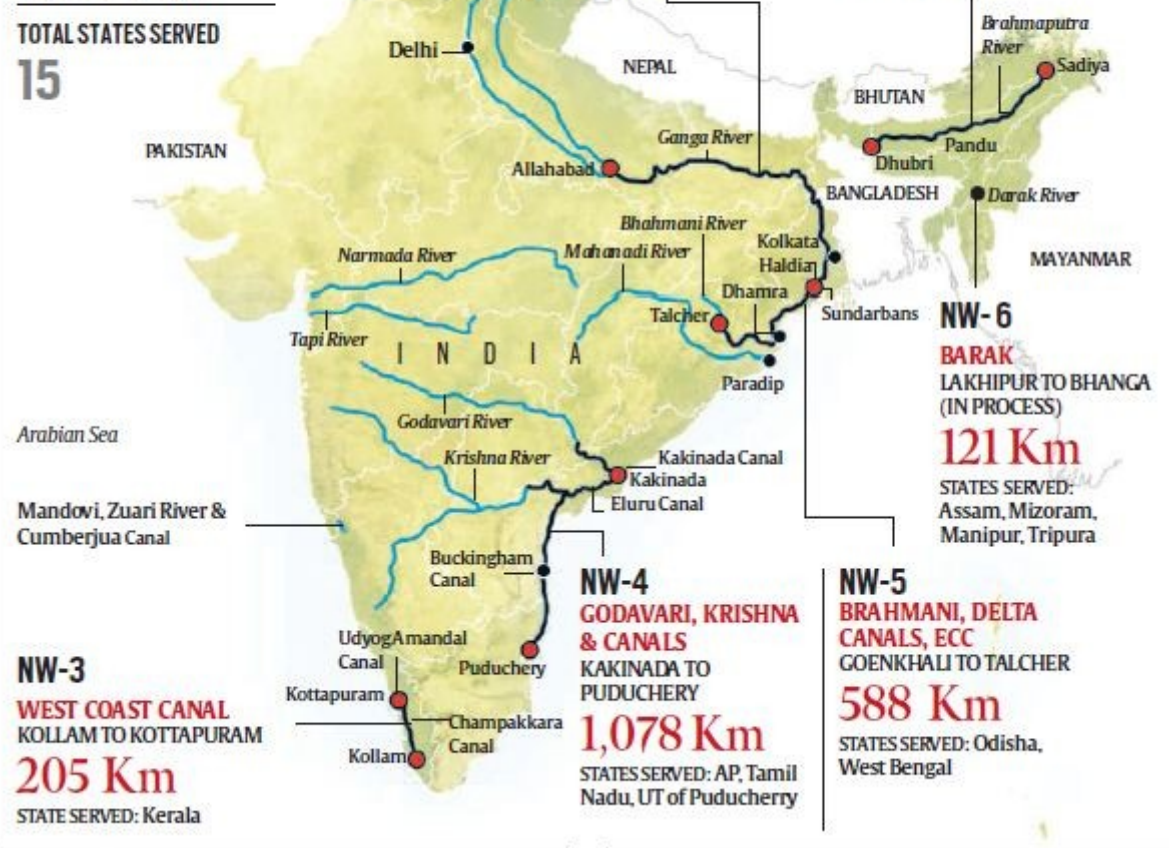 TOTAL STATES SERVED
15
Delhi
NEPAL
Brahmaputra
River
Sadiya
BHUTAN
PAKISTAN
Ganga River
Allahabad
Dhubri
Pandu
BANGLADESH
Darak River
Bhahmani River
Narmada River
Mahanadi River
Kolkata
Haldia
MAYANMAR
Dhamra
Talcher
Sundarbans
Tapi River
INDIA
Paradip
NW-6
BARAK
LAKHIPUR TO BHANGA
(IN PROCESS)
121 Km
STATES SERVED:
Assam, Mizoram,
Manipur, Tripura
Godavari River
Arabian Sea
Krishna River
Kakinada Canal
Kakinada
Eluru Canal
Mandovi, Zuari River &
Cumberjua Canal
Buckingham
Canal
UdyogAmandal
Canal
Puduchery
Kottapuram
Champakkara
Canal
Kollam
NW-3
WEST COAST CANAL
KOLLAM TO KOTTAPURAM
205 Km
STATE SERVED: Kerala
NW-4
GODAVARI, KRISHNA
& CANALS
KAKINADA TO
PUDUCHERY
1,078 Km
STATES SERVED: AP, Tamil
Nadu, UT of Puducherry
NW-5
BRAHMANI, DELTA
CANALS, ECC
GOENKHALI TO TALCHER
588 Km
STATES SERVED: Odisha,
West Bengal